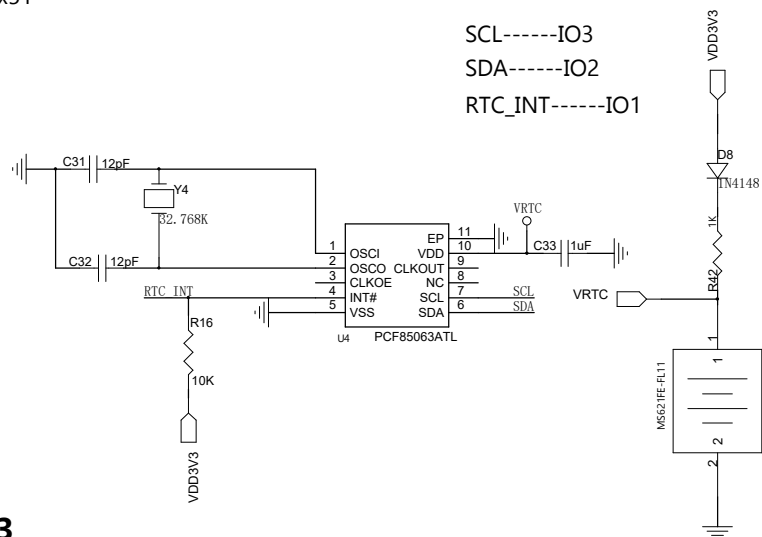 x51
SCL------IO3
SDA------IO2
RTC_INT------IO1
VDD3V3
D8
1N4148
1K
R42
VRTC
1
1
MS621FE-FL11
2
2
C31 12pF
Y4
32.768K
C32 12pF
VRTC
C33 1uF
1 OSCI
2 OSCO
3 CLKOE
4 INT#
5 VSS
EP 11
VDD 10
CLKOUT 9
NC 8
SCL 7 SCL
SDA 6 SDA
RTC_INT
U4 PCF85063ATL
R16
10K
VDD3V3
3